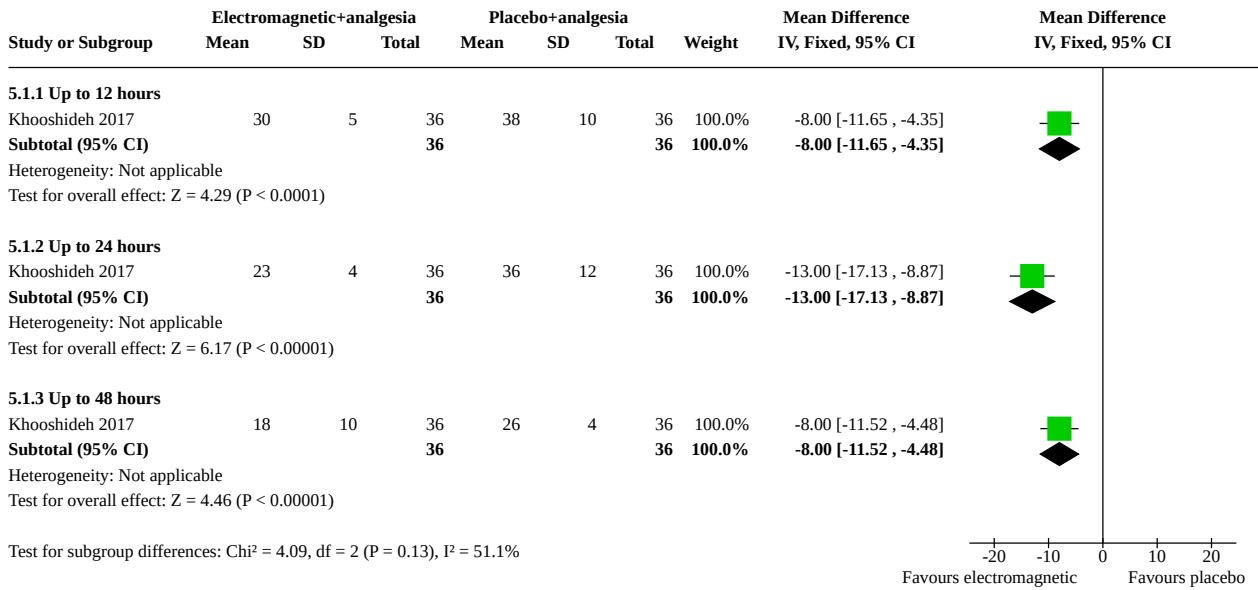 Electromagnetic+analgesia Placebo+analgesia Mean Difference Mean Difference
Study or Subgroup Mean SD Total Mean SD Total Weight IV, Fixed, 95% CI IV, Fixed, 95% CI
5.1.1 Up to 12 hours
Khooshideh 2017 30 5 36 38 10 36 100.0% -8.00 [-11.65 , -4.35]
Subtotal (95% CI) 36 36 100.0% -8.00 [-11.65 , -4.35]
Heterogeneity: Not applicable
Test for overall effect: Z = 4.29 (P < 0.0001)
5.1.2 Up to 24 hours
Khooshideh 2017 23 4 36 36 12 36 100.0% -13.00 [-17.13 , -8.87]
Subtotal (95% CI) 36 36 100.0% -13.00 [-17.13 , -8.87]
Heterogeneity: Not applicable
Test for overall effect: Z = 6.17 (P < 0.00001)
5.1.3 Up to 48 hours
Khooshideh 2017 18 10 36 26 4 36 100.0% -8.00 [-11.52 , -4.48]
Subtotal (95% CI) 36 36 100.0% -8.00 [-11.52 , -4.48]
Heterogeneity: Not applicable
Test for overall effect: Z = 4.46 (P < 0.00001)
Test for subgroup differences: Chi² = 4.09, df = 2 (P = 0.13), I² = 51.1%
-20 -10 0 10 20
Favours electromagnetic Favours placebo